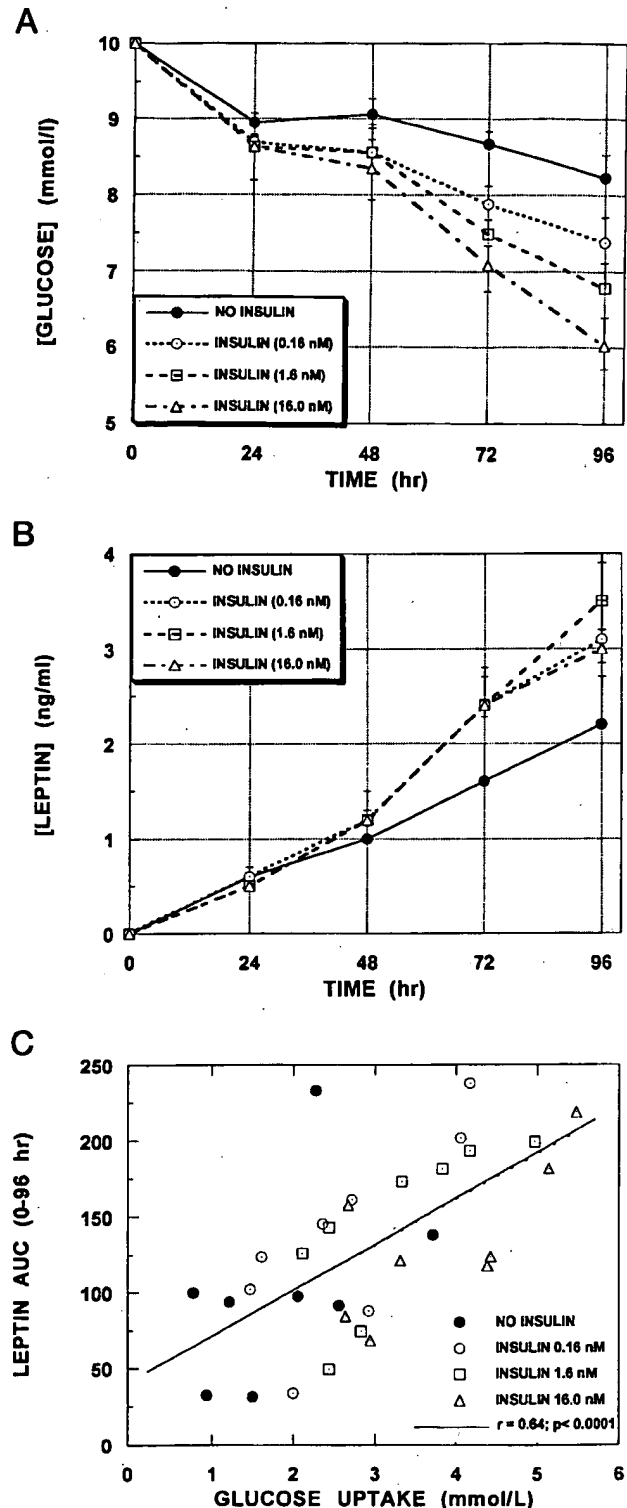 A
[GLUCOSE] (mmol/l)
10
9
8
7
6
5
NO INSULIN
INSULIN (0.16 nM)
INSULIN (1.6 nM)
INSULIN (16.0 nM)
0 24 48 72 96
TIME (hr)
B
[LEPTIN] (ng/ml)
4
3
2
1
0
NO INSULIN
INSULIN (0.16 nM)
INSULIN (1.6 nM)
INSULIN (16.0 nM)
0 24 48 72 96
TIME (hr)
C
LEPTIN AUC (0-96 hr)
250
200
150
100
50
0
NO INSULIN
INSULIN 0.16 nM
INSULIN 1.6 nM
INSULIN 16.0 nM
r = 0.64; p< 0.0001
0 1 2 3 4 5 6
GLUCOSE UPTAKE (mmol/L)